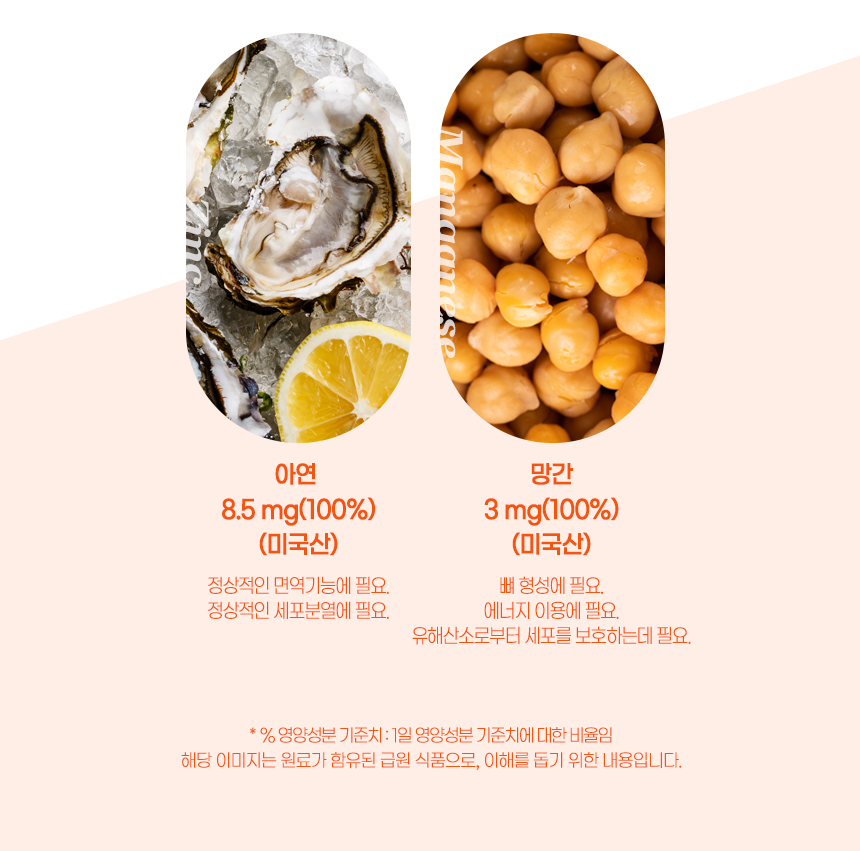 Zinc
Manganese
아연
8.5 mg(100%)
(미국산)
정상적인 면역기능에 필요.
정상적인 세포분열에 필요.
망간
3 mg(100%)
(미국산)
뼈 형성에 필요.
에너지 이용에 필요.
유해산소로부터 세포를 보호하는데 필요.
* % 영양성분 기준치 : 1일 영양성분 기준치에 대한 비율임
해당 이미지는 원료가 함유된 급원 식품으로, 이해를 돕기 위한 내용입니다.